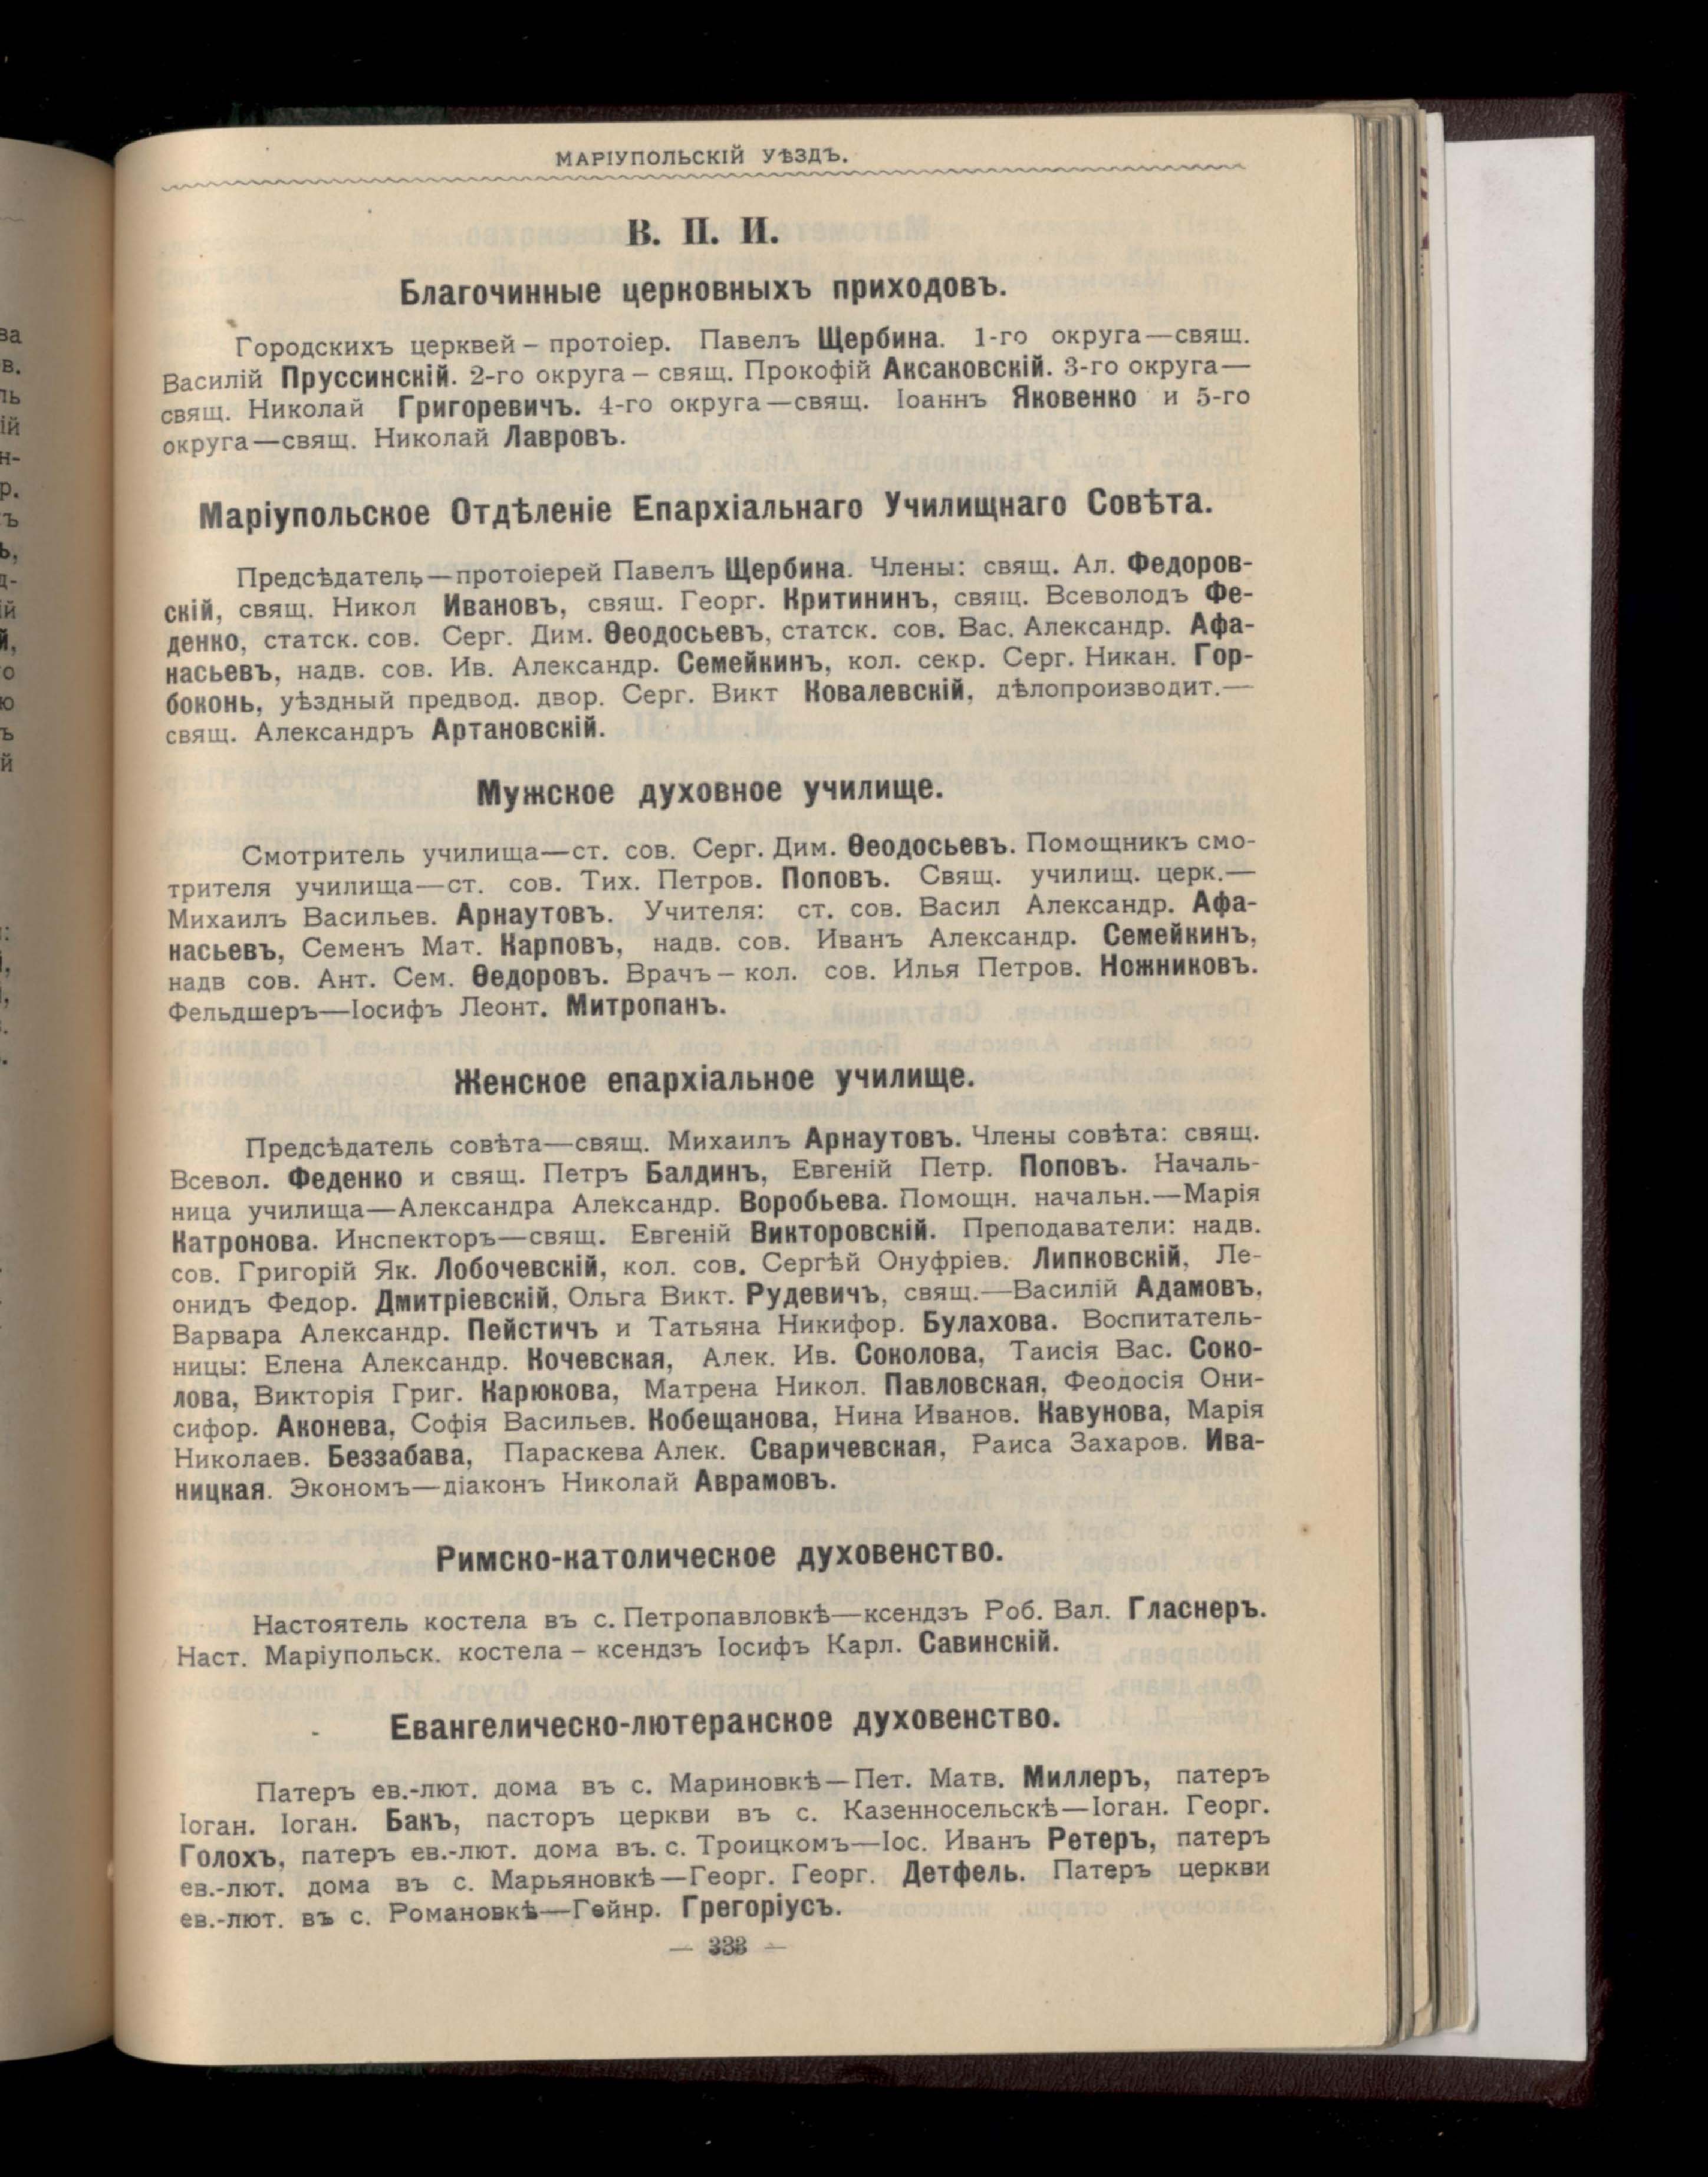 МАРІУПОЛЬСКІЙ УѢЗДЪ.
В. П. И.
Благочинные церковныхъ приходовъ.
Городскихъ церквей – протоіер. Павелъ Щербина. 1-го округа—свящ.
Василій Пруссинскій. 2-го округа – свящ. Прокофій Аксаковскій. 3-го округа—
свящ. Николай Григоревичъ. 4-го округа—свящ. Іоаннъ Яковенко и 5-го
округа—свящ. Николай Лавровъ.
Маріупольское Отдѣленіе Епархіальнаго Училищнаго Совѣта.
Предсѣдатель—протоіерей Павелъ Щербина. Члены: свящ. Ал. Федоров-
скій, свящ. Никол Ивановъ, свящ. Георг. Критининъ, свящ. Всеволодъ Фе-
денко, статск. сов. Серг. Дим. Ѳеодосьевъ, статск. сов. Вас. Александр. Афа-
насьевъ, надв. сов. Ив. Александр. Семейкинъ, кол. секр. Серг. Никан. Гор-
боконь, уѣздный предвод. двор. Серг. Викт Ковалевскій, дѣлопроизводит.—
свящ. Александръ Артановскій.
Мужское духовное училище.
Смотритель училища—ст. сов. Серг. Дим. Ѳеодосьевъ. Помощникъ смо-
трителя училища—ст. сов. Тих. Петров. Поповъ. Свящ. училищ. церк.—
Михаилъ Васильев. Арнаутовъ. Учителя: ст. сов. Васил Александр. Афа-
насьевъ, Семенъ Мат. Карповъ, надв. сов. Иванъ Александр. Семейкинъ,
надв сов. Ант. Сем. Ѳедоровъ. Врачъ – кол. сов. Илья Петров. Ножниковъ.
Фельдшеръ—Іосифъ Леонт. Митропанъ.
Женское епархіальное училище.
Предсѣдатель совѣта—свящ. Михаилъ Арнаутовъ. Члены совѣта: свящ.
Всевол. Феденко и свящ. Петръ Балдинъ, Евгеній Петр. Поповъ. Началь-
ница училища—Александра Александр. Воробьева. Помощн. начальн.—Марія
Катронова. Инспекторъ—свящ. Евгеній Викторовскій. Преподаватели: надв.
сов. Григорій Як. Лобочевскій, кол. сов. Сергѣй Онуфріев. Липковскій, Ле-
онидъ Федор. Дмитріевскій, Ольга Викт. Рудевичъ, свящ.—Василій Адамовъ,
Варвара Александр. Пейстичъ и Татьяна Никифор. Булахова. Воспитатель-
ницы: Елена Александр. Кочевская, Алек. Ив. Соколова, Таисія Вас. Соко-
лова, Викторія Григ. Карюкова, Матрена Никол. Павловская, Феодосія Они-
сифор. Аконева, Софія Васильев. Кобещанова, Нина Иванов. Кавунова, Марія
Николаев. Беззабава, Параскева Алек. Сваричевская, Раиса Захаров. Ива-
ницкая. Экономъ—діаконъ Николай Аврамовъ.
Римско-католическое духовенство.
Настоятель костела въ с. Петропавловкѣ—ксендзъ Роб. Вал. Гласнеръ.
Наст. Маріупольск. костела – ксендзъ Іосифъ Карл. Савинскій.
Евангелическо-лютеранское духовенство.
Патеръ ев.-лют. дома въ с. Мариновкѣ—Пет. Матв. Миллеръ, патеръ
Іоган. Іоган. Бакъ, пасторъ церкви въ с. Казенносельскѣ—Іоган. Георг.
Голохъ, патеръ ев.-лют. дома въ. с. Троицкомъ—Іос. Иванъ Ретеръ, патеръ
ев.-лют. дома въ с. Марьяновкѣ—Георг. Георг. Детфель. Патеръ церкви
ев.-лют. въ с. Романовкѣ—Гейнр. Грегоріусъ.
— 333 —